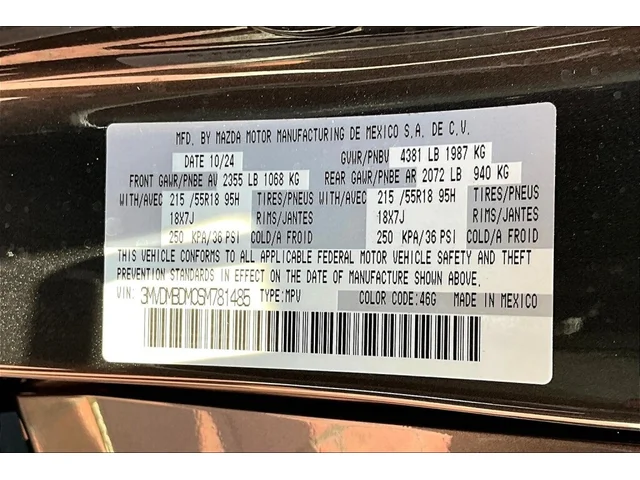 MFD. BY MAZDA MOTOR MANUFACTURING DE MEXICO S.A. DE C.V.
DATE 10/24 GVWR/PNBV 4381 LB 1987 KG
FRONT GAWR/PNBE AV 2355 LB 1068 KG REAR GAWR/PNBE AR 2072 LB 940 KG
WITH/AVEC 215 /55R18 95H TIRES/PNEUS WITH/AVEC 215 /55R18 95H TIRES/PNEUS
18X7J RIMS/JANTES 18X7J RIMS/JANTES
250 KPA/36 PSI COLD/A FROID 250 KPA/36 PSI COLD/A FROID
THIS VEHICLE CONFORMS TO ALL APPLICABLE FEDERAL MOTOR VEHICLE SAFETY AND THEFT
PREVENTION STANDARDS IN EFFECT ON THE DATE OF MANUFACTURE SHOWN ABOVE.
VIN: 3MVDMBDM0SM781485 TYPE:MPV COLOR CODE:46G MADE IN MEXICO